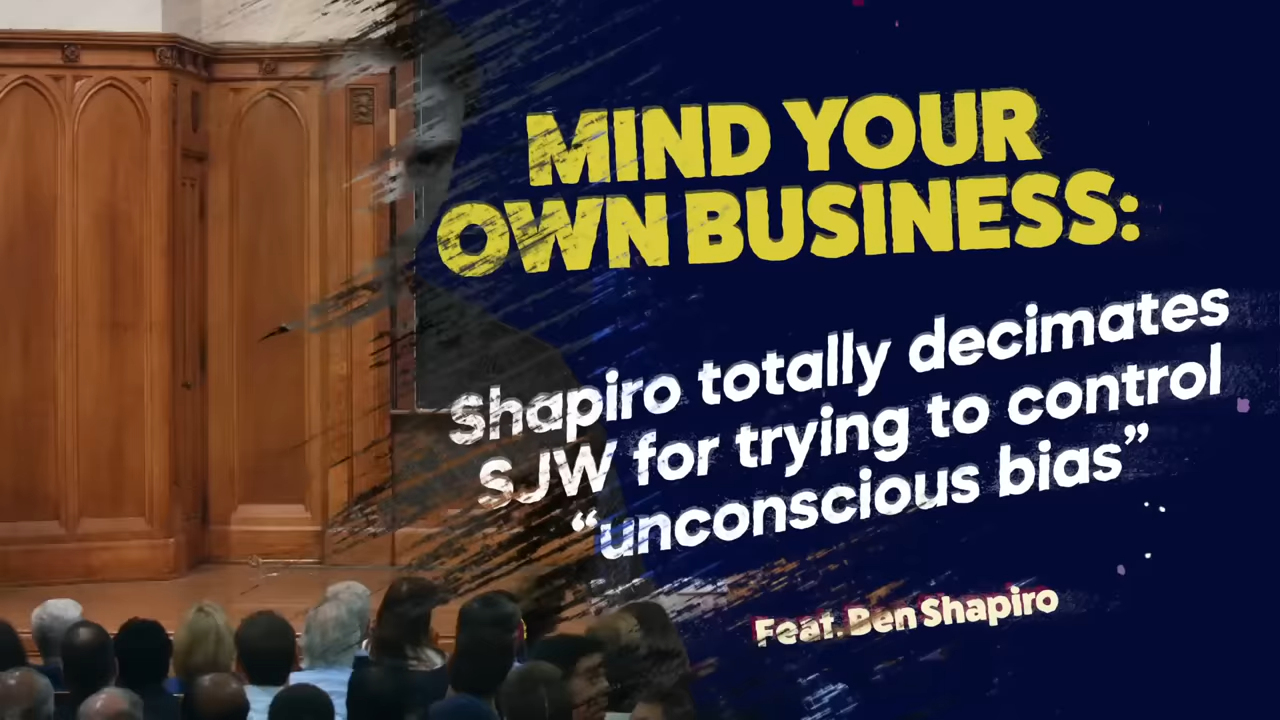 MIND YOUR
OWN BUSINESS:
Shapiro totally decimates
SJW for trying to control
“unconscious bias”
Feat. Ben Shapiro